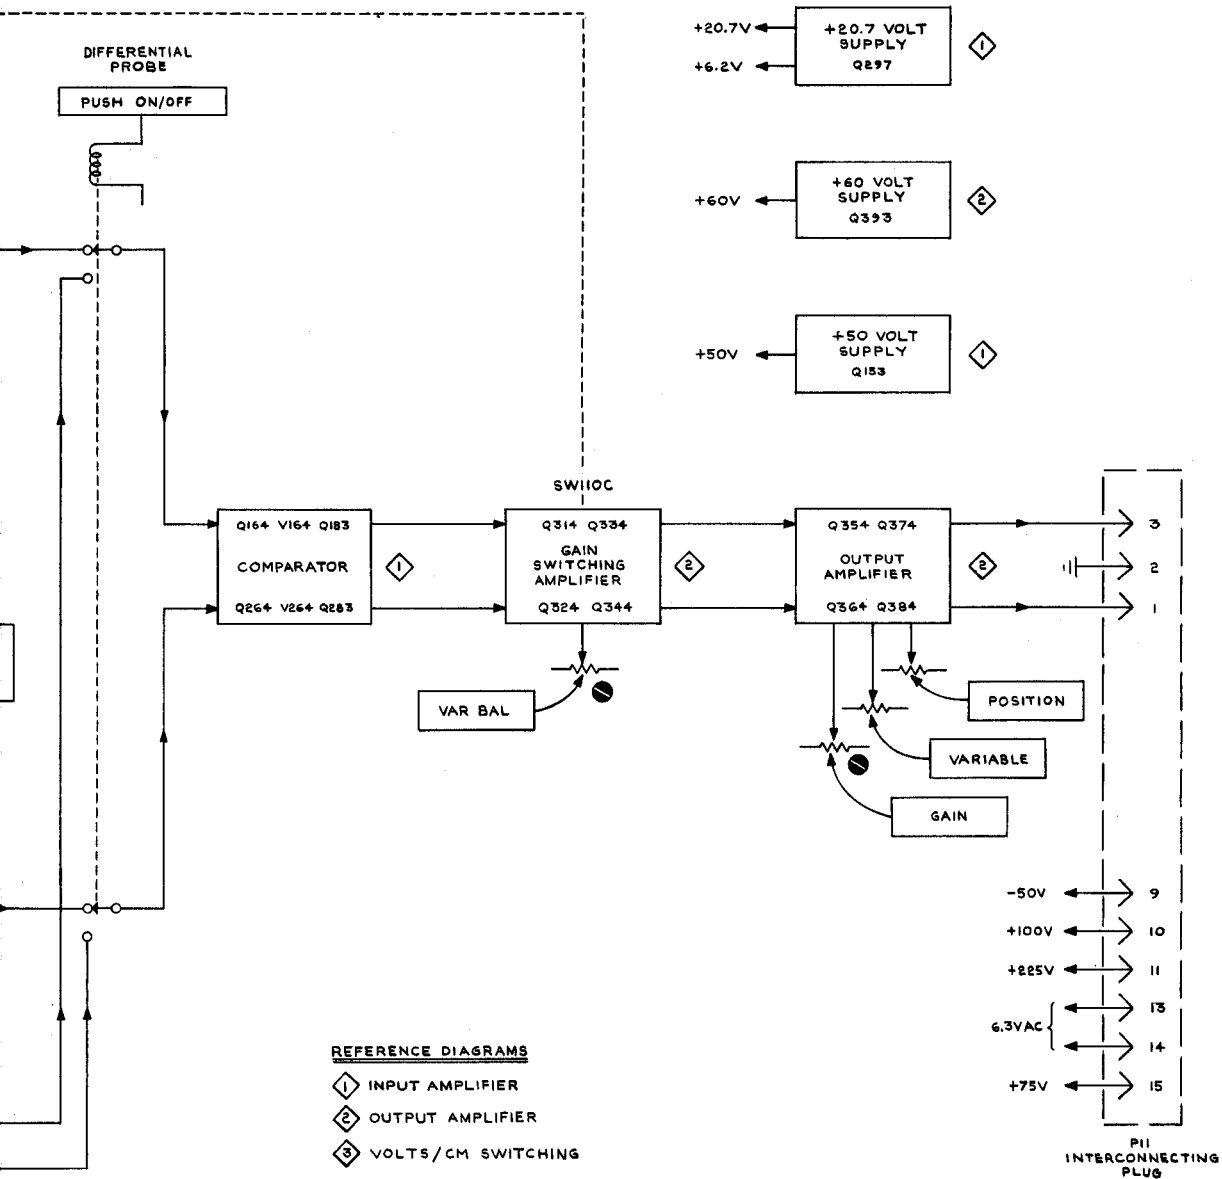 DIFFERENTIAL
PROBE
PUSH ON/OFF
+20.7V
+6.2V
+20.7 VOLT
SUPPLY
Q297
1
+60V
+60 VOLT
SUPPLY
Q393
2
+50V
+50 VOLT
SUPPLY
Q153
1
SW110C
Q164 V164 Q183
COMPARATOR
Q264 V264 Q283
1
Q314 Q334
GAIN
SWITCHING
AMPLIFIER
Q324 Q344
2
Q354 Q374
OUTPUT
AMPLIFIER
Q364 Q384
2
3
2
1
VAR BAL
POSITION
VARIABLE
GAIN
-50V
9
+100V
10
+225V
11
6.3VAC
13
14
+75V
15
P11
INTERCONNECTING
PLUG
REFERENCE DIAGRAMS
1 INPUT AMPLIFIER
2 OUTPUT AMPLIFIER
3 VOLTS/CM SWITCHING